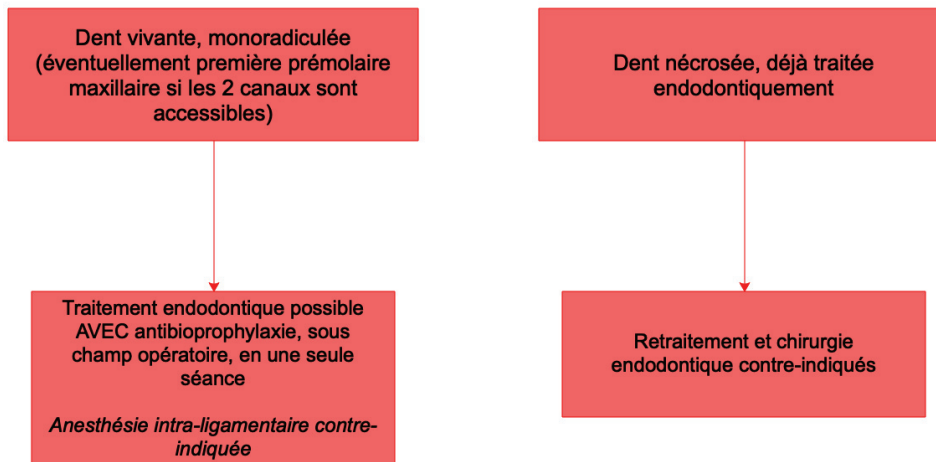 Dent vivante, monoradiculée
(éventuellement première prémolaire
maxillaire si les 2 canaux sont
accessibles)
Dent nécrosée, déjà traitée
endodontiquement
Traitement endodontique possible
AVEC antibioprophylaxie, sous
champ opératoire, en une seule
séance
Anesthésie intra-ligamentaire contre-
indiquée
Retraitement et chirurgie
endodontique contre-indiqués